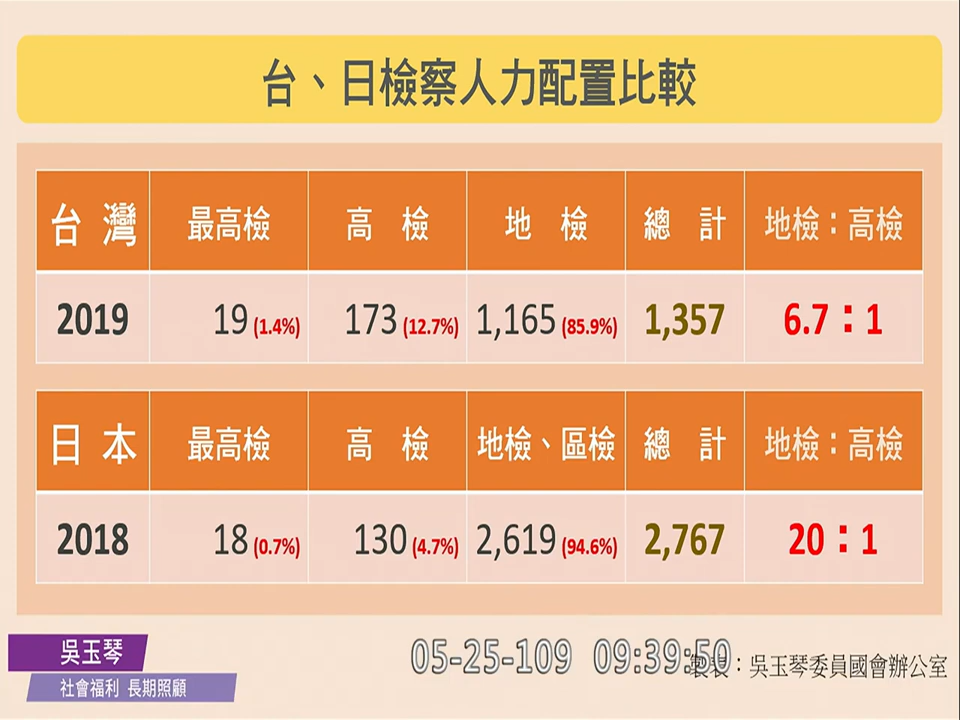 台、日檢察人力配置比較
台 灣 最高檢 高 檢 地 檢 總 計 地檢：高檢
2019 19 (1.4%) 173 (12.7%) 1,165 (85.9%) 1,357 6.7：1
日 本 最高檢 高 檢 地檢、區檢 總 計 地檢：高檢
2018 18 (0.7%) 130 (4.7%) 2,619 (94.6%) 2,767 20：1
吳玉琴
社會福利 長期照顧
05-25-109 09:39:50
製表：吳玉琴委員國會辦公室